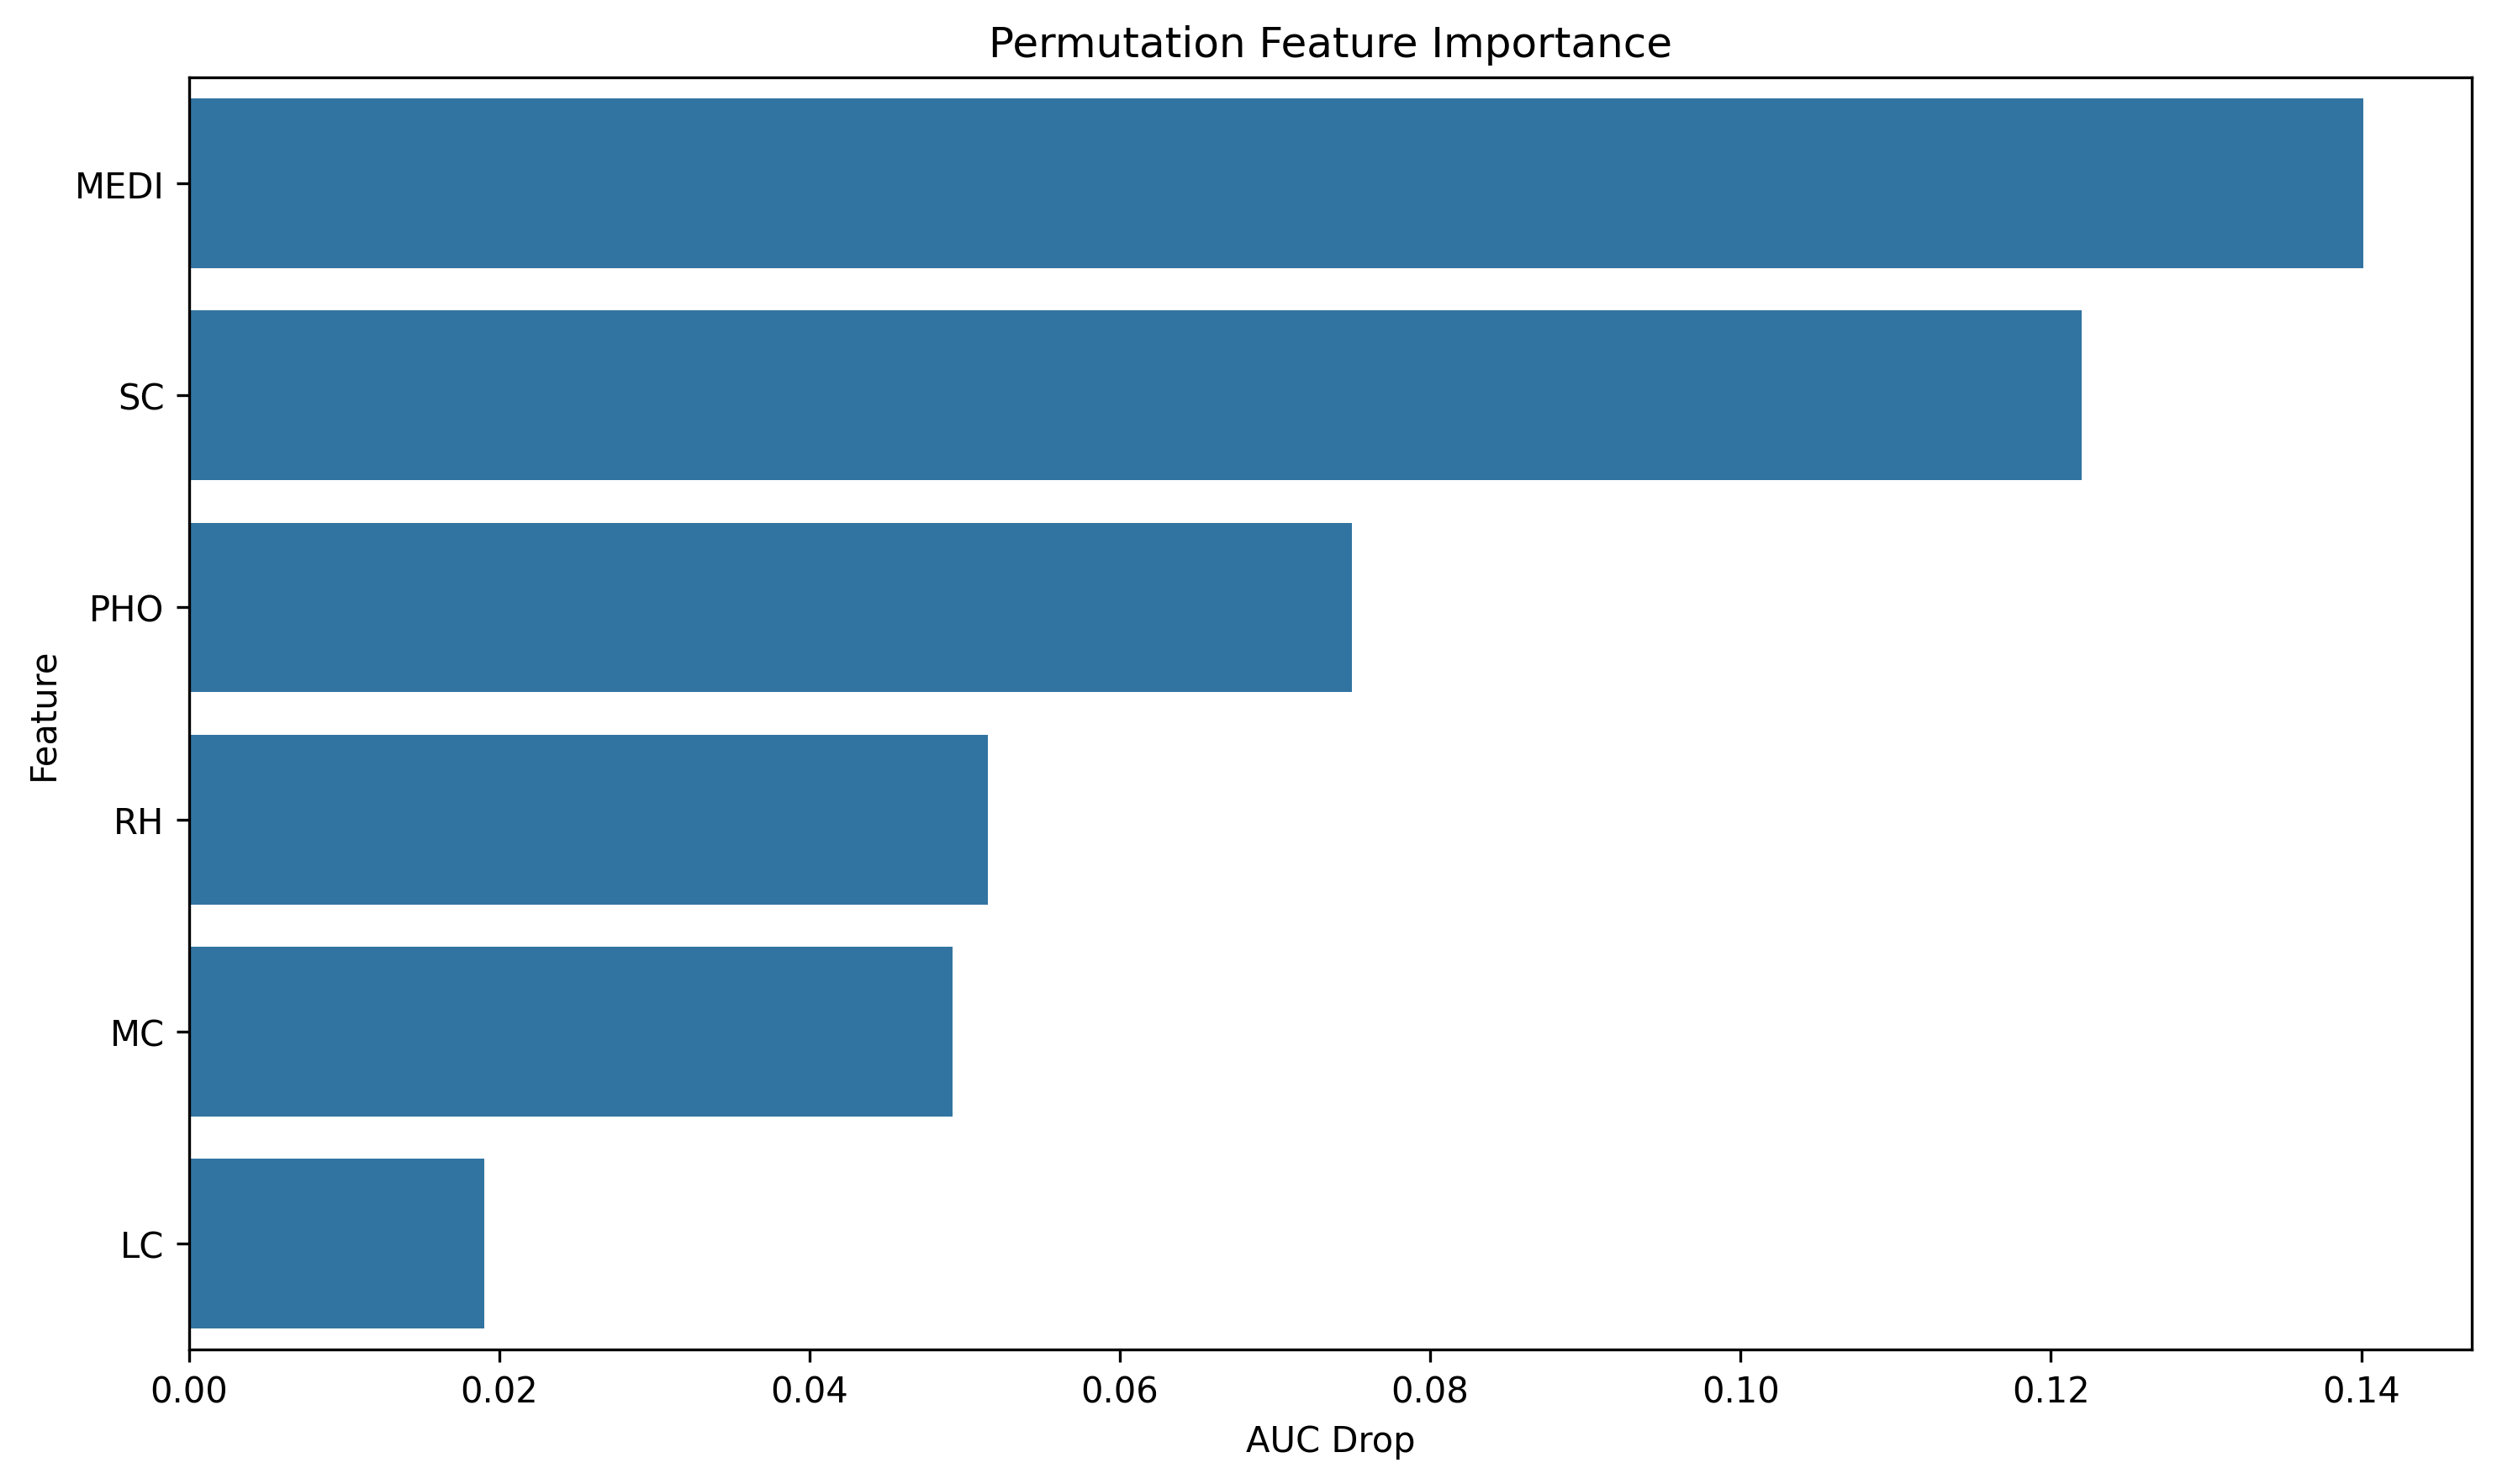 Permutation Feature Importance
MEDI
SC
PHO
RH
MC
LC
Feature
0.00 0.02 0.04 0.06 0.08 0.10 0.12 0.14
AUC Drop